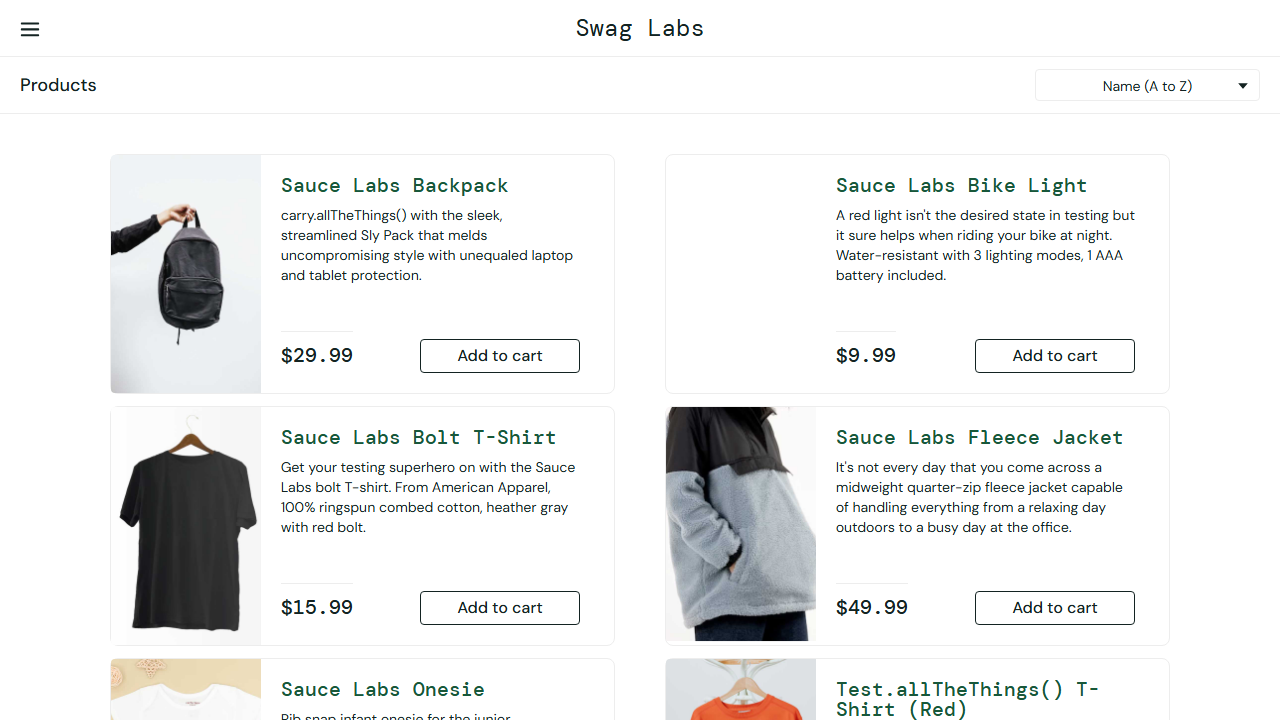 Swag Labs
Products
Name (A to Z)
Sauce Labs Backpack
carry.allTheThings() with the sleek,
streamlined Sly Pack that melds
uncompromising style with unequaled laptop
and tablet protection.
$29.99
Add to cart
Sauce Labs Bike Light
A red light isn't the desired state in testing but
it sure helps when riding your bike at night.
Water-resistant with 3 lighting modes, 1 AAA
battery included.
$9.99
Add to cart
Sauce Labs Bolt T-Shirt
Get your testing superhero on with the Sauce
Labs bolt T-shirt. From American Apparel,
100% ringspun combed cotton, heather gray
with red bolt.
$15.99
Add to cart
Sauce Labs Fleece Jacket
It's not every day that you come across a
midweight quarter-zip fleece jacket capable
of handling everything from a relaxing day
outdoors to a busy day at the office.
$49.99
Add to cart
Sauce Labs Onesie
Rib snap infant onesie for the junior
Test.allTheThings() T-
Shirt (Red)